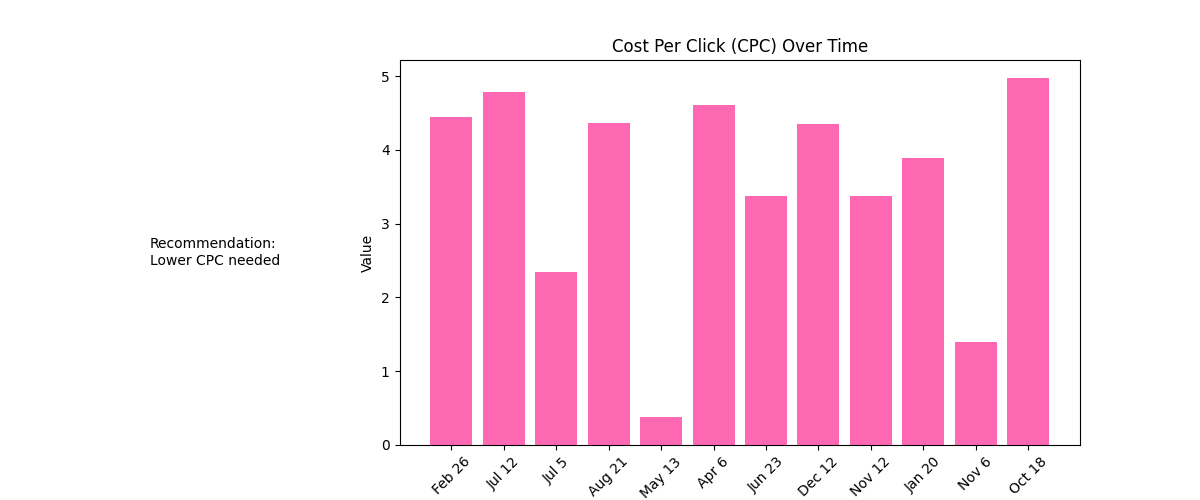 Cost Per Click (CPC) Over Time
Recommendation:
Lower CPC needed
Value
5
4
3
2
1
0
Feb 26
Jul 12
Jul 5
Aug 21
May 13
Apr 6
Jun 23
Dec 12
Nov 12
Jan 20
Nov 6
Oct 18